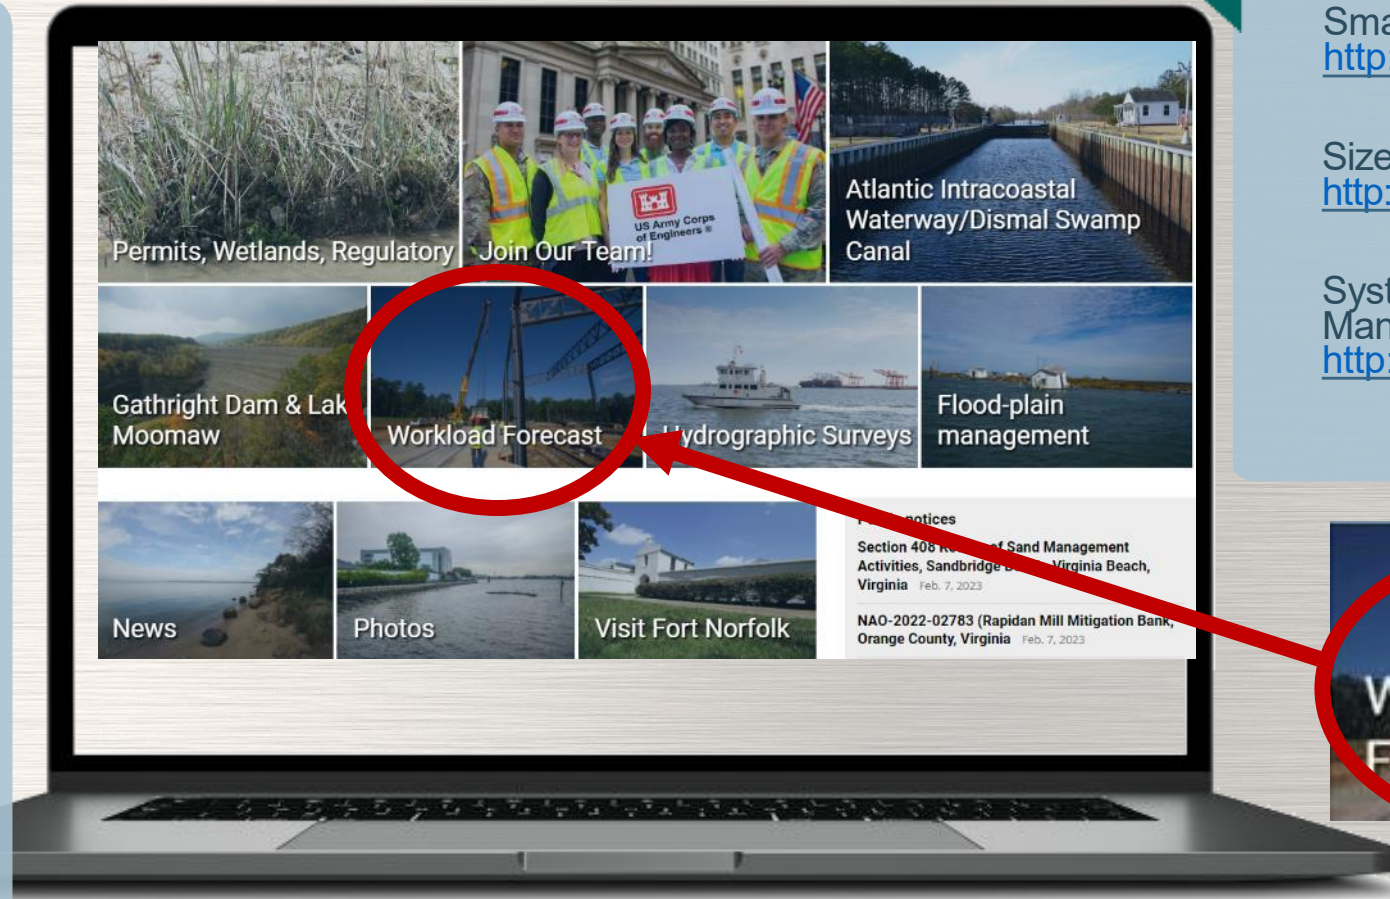 Permits, Wetlands, Regulatory
Join Our Team!
US Army Corps
of Engineers ®
Atlantic Intracoastal
Waterway/Dismal Swamp
Canal
Gathright Dam & Lak
Moomaw
Workload Forecast
Hydrographic Surveys
Flood-plain
management
News
Photos
Visit Fort Norfolk
notices
Section 408 of Sand Management
Activities, Sandbridge Virginia Beach,
Virginia Feb. 7, 2023
NAO-2022-02783 (Rapidan Mill Mitigation Bank,
Orange County, Virginia Feb. 7, 2023
Sma
http:
Size
http:
Syst
Man
http:
W
F